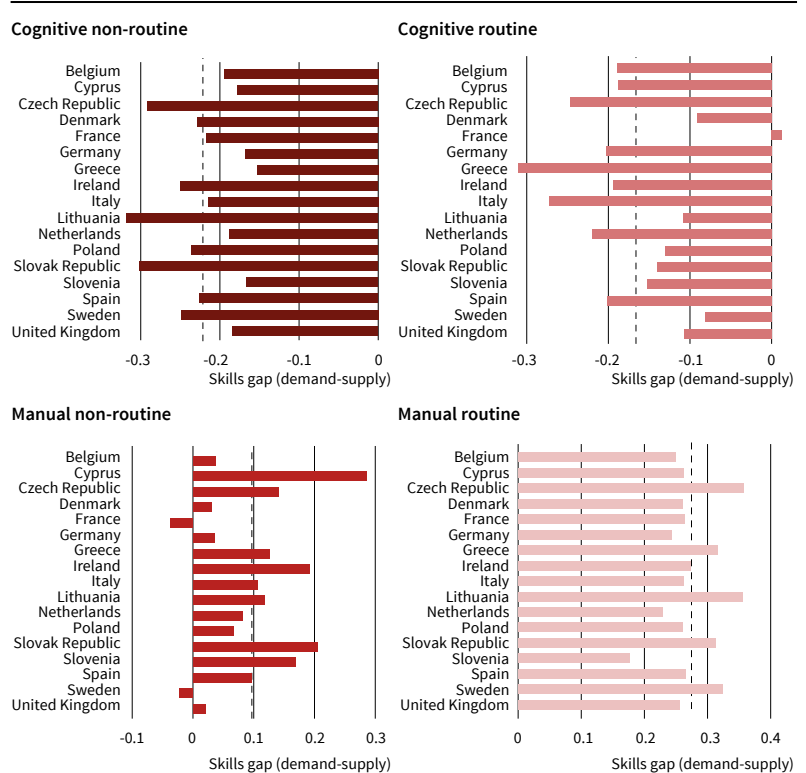 Cognitive non-routine
Belgium
Cyprus
Czech Republic
Denmark
France
Germany
Greece
Ireland
Italy
Lithuania
Netherlands
Poland
Slovak Republic
Slovenia
Spain
Sweden
United Kingdom
-0.3 -0.2 -0.1 0
Skills gap (demand-supply)
Cognitive routine
Belgium
Cyprus
Czech Republic
Denmark
France
Germany
Greece
Ireland
Italy
Lithuania
Netherlands
Poland
Slovak Republic
Slovenia
Spain
Sweden
United Kingdom
-0.3 -0.2 -0.1 0
Skills gap (demand-supply)
Manual non-routine
Belgium
Cyprus
Czech Republic
Denmark
France
Germany
Greece
Ireland
Italy
Lithuania
Netherlands
Poland
Slovak Republic
Slovenia
Spain
Sweden
United Kingdom
-0.1 0 0.1 0.2 0.3
Skills gap (demand-supply)
Manual routine
Belgium
Cyprus
Czech Republic
Denmark
France
Germany
Greece
Ireland
Italy
Lithuania
Netherlands
Poland
Slovak Republic
Slovenia
Spain
Sweden
United Kingdom
0 0.1 0.2 0.3 0.4
Skills gap (demand-supply)